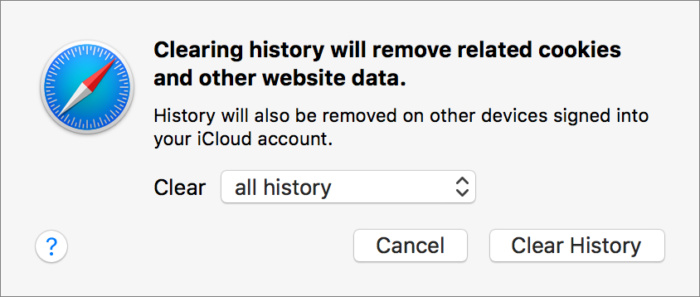 Clearing history will remove related cookies
and other website data.
History will also be removed on other devices signed into
your iCloud account.
Clear all history
? Cancel Clear History